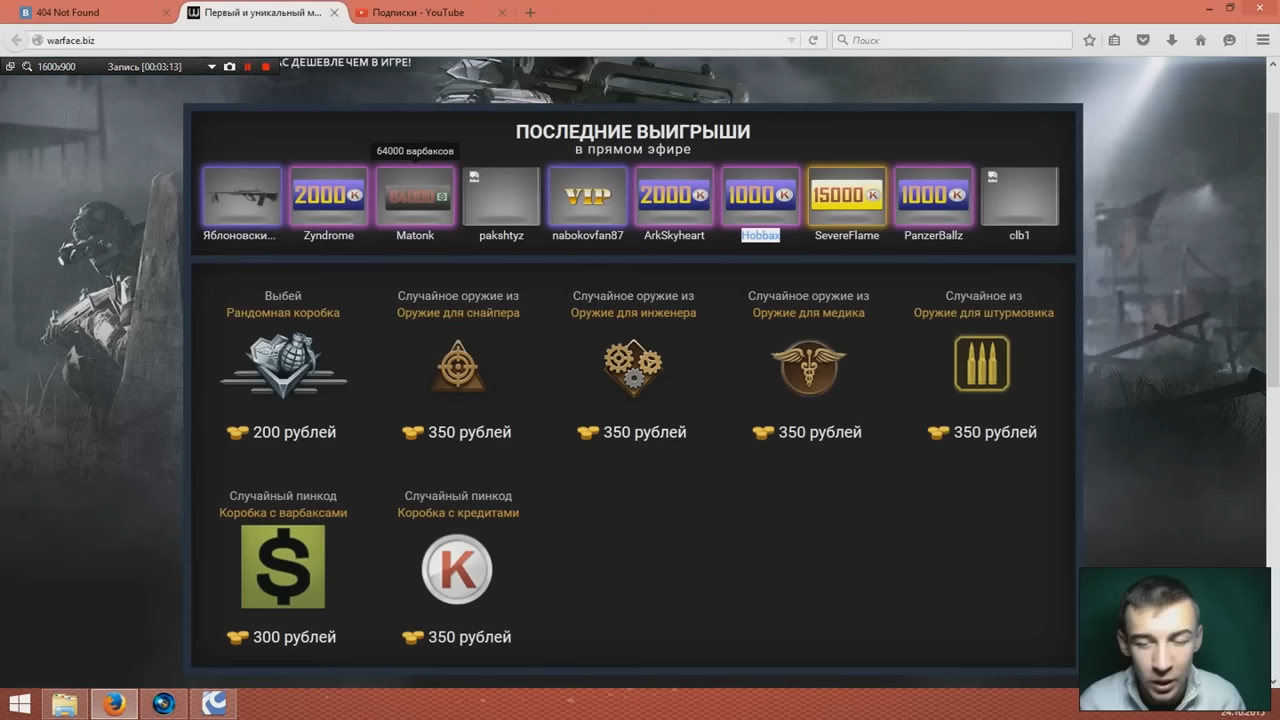 404 Not Found
Первый и уникальный м...
Подписки - YouTube
warface.biz
Поиск
1600x900
Запись [00:03:13]
АС ДЕШЕВЛЕ ЧЕМ В ИГРЕ!
ПОСЛЕДНИЕ ВЫИГРЫШИ
в прямом эфире
64000 варбаксов
2000 K
64000 $
VIP
2000 K
1000 K
15000 K
1000 K
Яблоновски...
Zyndrome
Matonk
pakshtyz
nabokovfan87
ArkSkyheart
Hobbax
SevereFlame
PanzerBallz
clb1
Выбей
Рандомная коробка
200 рублей
Случайное оружие из
Оружие для снайпера
350 рублей
Случайное оружие из
Оружие для инженера
350 рублей
Случайное оружие из
Оружие для медика
350 рублей
Случайное из
Оружие для штурмовика
350 рублей
Случайный пинкод
Коробка с варбаксами
$
300 рублей
Случайный пинкод
Коробка с кредитами
K
350 рублей
24.10.2015